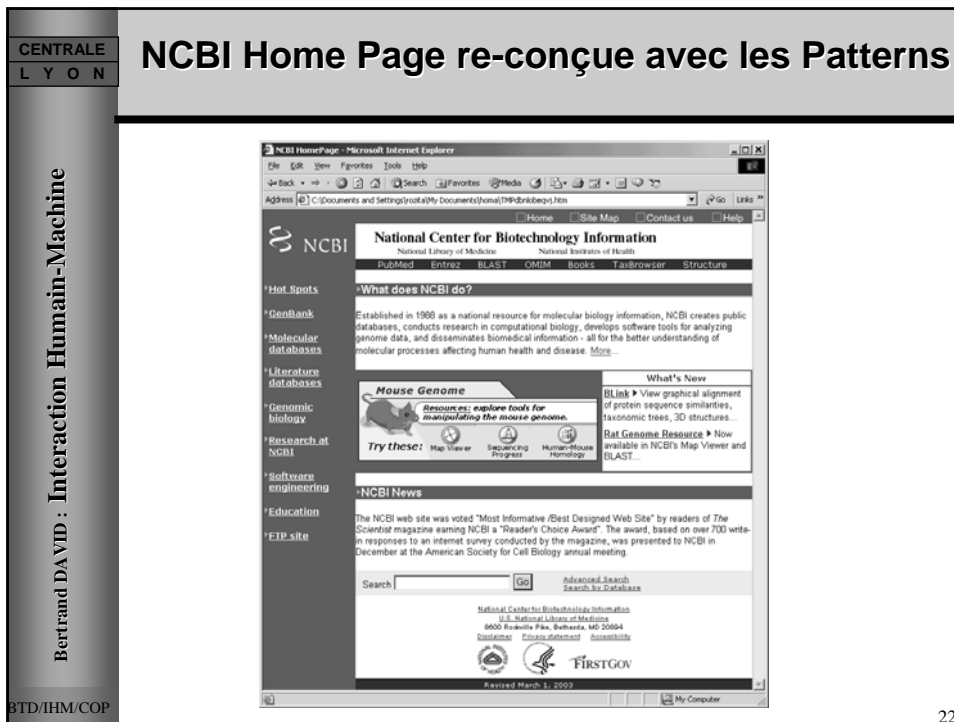 CENTRALE
L Y O N
NCBI Home Page re-conçue avec les Patterns
Bertrand DAVID : Interaction Humain-Machine
BTD/IHM/COP
22
NCBI HomePage - Microsoft Internet Explorer
File Edit View Favorites Tools Help
Back Search Favorites Media
Address C:\Documents and Settings\rozita\My Documents\homa\ Go Links »
Home Site Map Contact us Help
NCBI
National Center for Biotechnology Information
National Library of Medicine National Institutes of Health
PubMed Entrez BLAST OMIM Books TaxBrowser Structure
Hot Spots
GenBank
Molecular
databases
Literature
databases
Genomic
biology
Research at
NCBI
Software
engineering
Education
FTP site
What does NCBI do?
Established in 1988 as a national resource for molecular biology information, NCBI creates public
databases, conducts research in computational biology, develops software tools for analyzing
genome data, and disseminates biomedical information - all for the better understanding of
molecular processes affecting human health and disease. More...
Mouse Genome
Resources: explore tools for
manipulating the mouse genome.
Try these: Map Viewer Sequencing Progress Human-Mouse Homology
What's New
BLink View graphical alignment
of protein sequence similarities,
taxonomic trees, 3D structures...
Rat Genome Resource Now
available in NCBI's Map Viewer and
BLAST...
NCBI News
The NCBI web site was voted "Most Informative /Best Designed Web Site" by readers of The
Scientist magazine earning NCBI a "Reader's Choice Award". The award, based on over 700 write-
in responses to an internet survey conducted by the magazine, was presented to NCBI in
December at the American Society for Cell Biology annual meeting.
Search Go Advanced Search
Search by Database
National Center for Biotechnology Information
U.S. National Library of Medicine
8600 Rockville Pike, Bethesda, MD 20894
Disclaimer Privacy statement Accessibility
FIRSTGOV
Revised March 1, 2003
My Computer